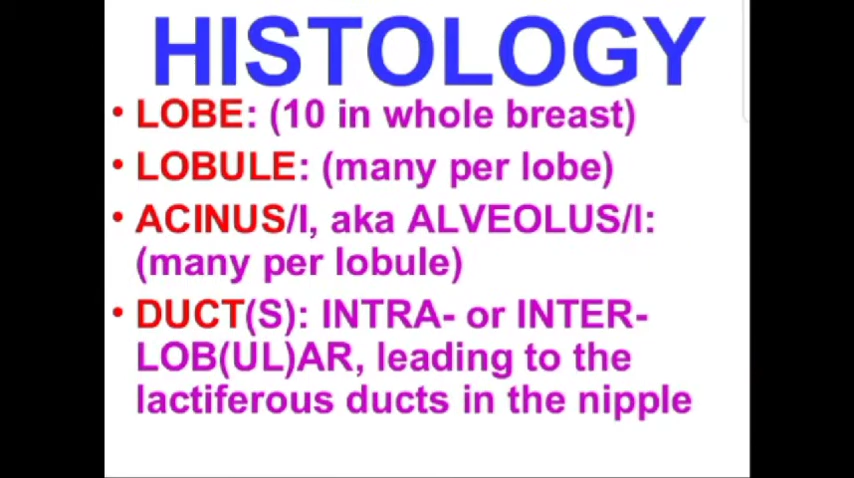 HISTOLOGY
• LOBE: (10 in whole breast)
• LOBULE: (many per lobe)
• ACINUS/I, aka ALVEOLUS/I:
(many per lobule)
• DUCT(S): INTRA- or INTER-
LOB(UL)AR, leading to the
lactiferous ducts in the nipple